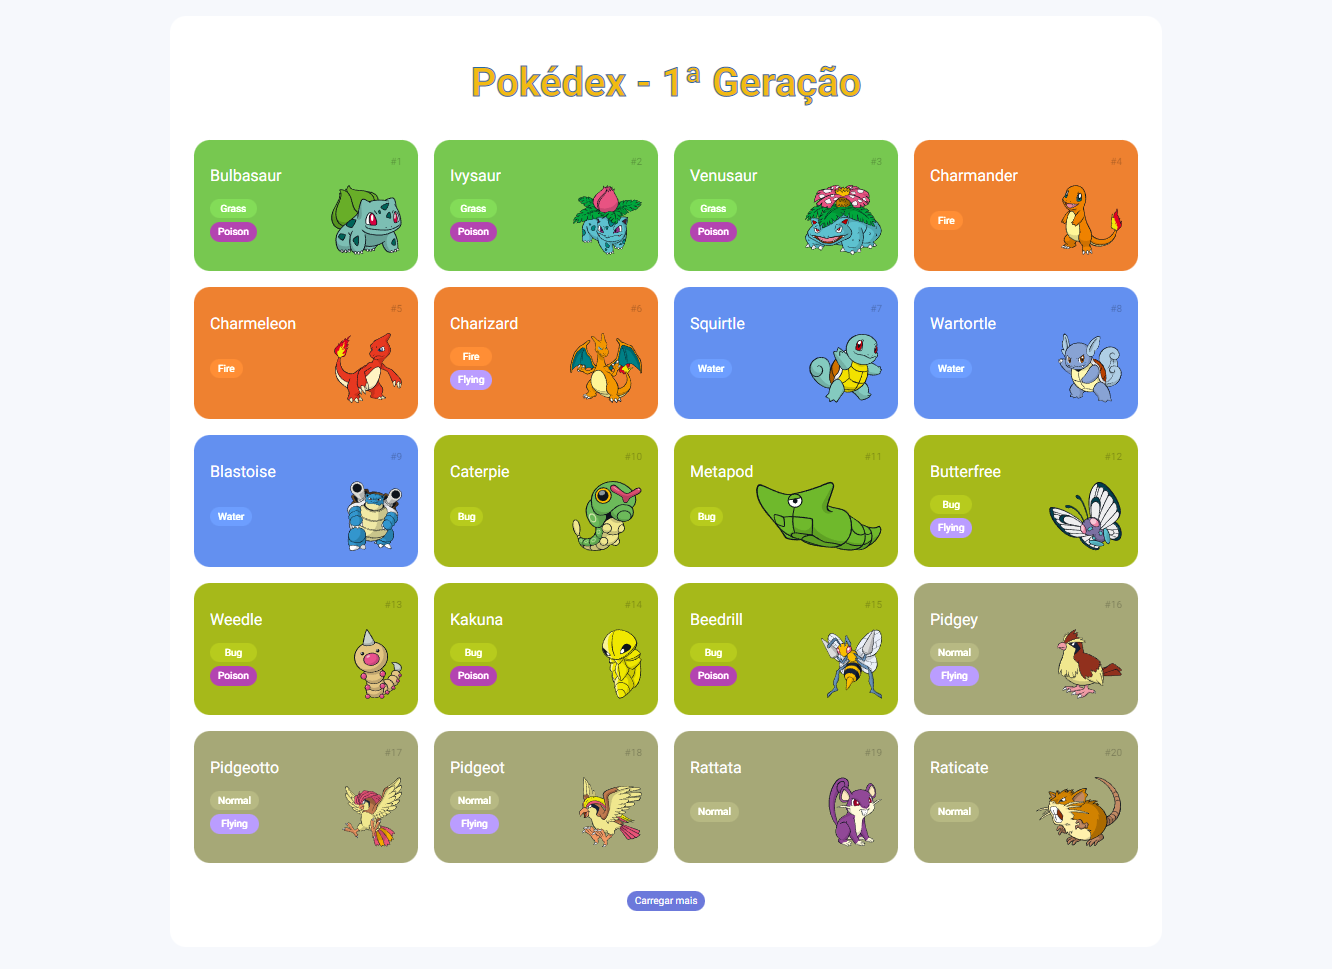 Pokédex - 1ª Geração
#1
Bulbasaur
Grass
Poison
#2
Ivysaur
Grass
Poison
#3
Venusaur
Grass
Poison
#4
Charmander
Fire
#5
Charmeleon
Fire
#6
Charizard
Fire
Flying
#7
Squirtle
Water
#8
Wartortle
Water
#9
Blastoise
Water
#10
Caterpie
Bug
#11
Metapod
Bug
#12
Butterfree
Bug
Flying
#13
Weedle
Bug
Poison
#14
Kakuna
Bug
Poison
#15
Beedrill
Bug
Poison
#16
Pidgey
Normal
Flying
#17
Pidgeotto
Normal
Flying
#18
Pidgeot
Normal
Flying
#19
Rattata
Normal
#20
Raticate
Normal
Carregar mais